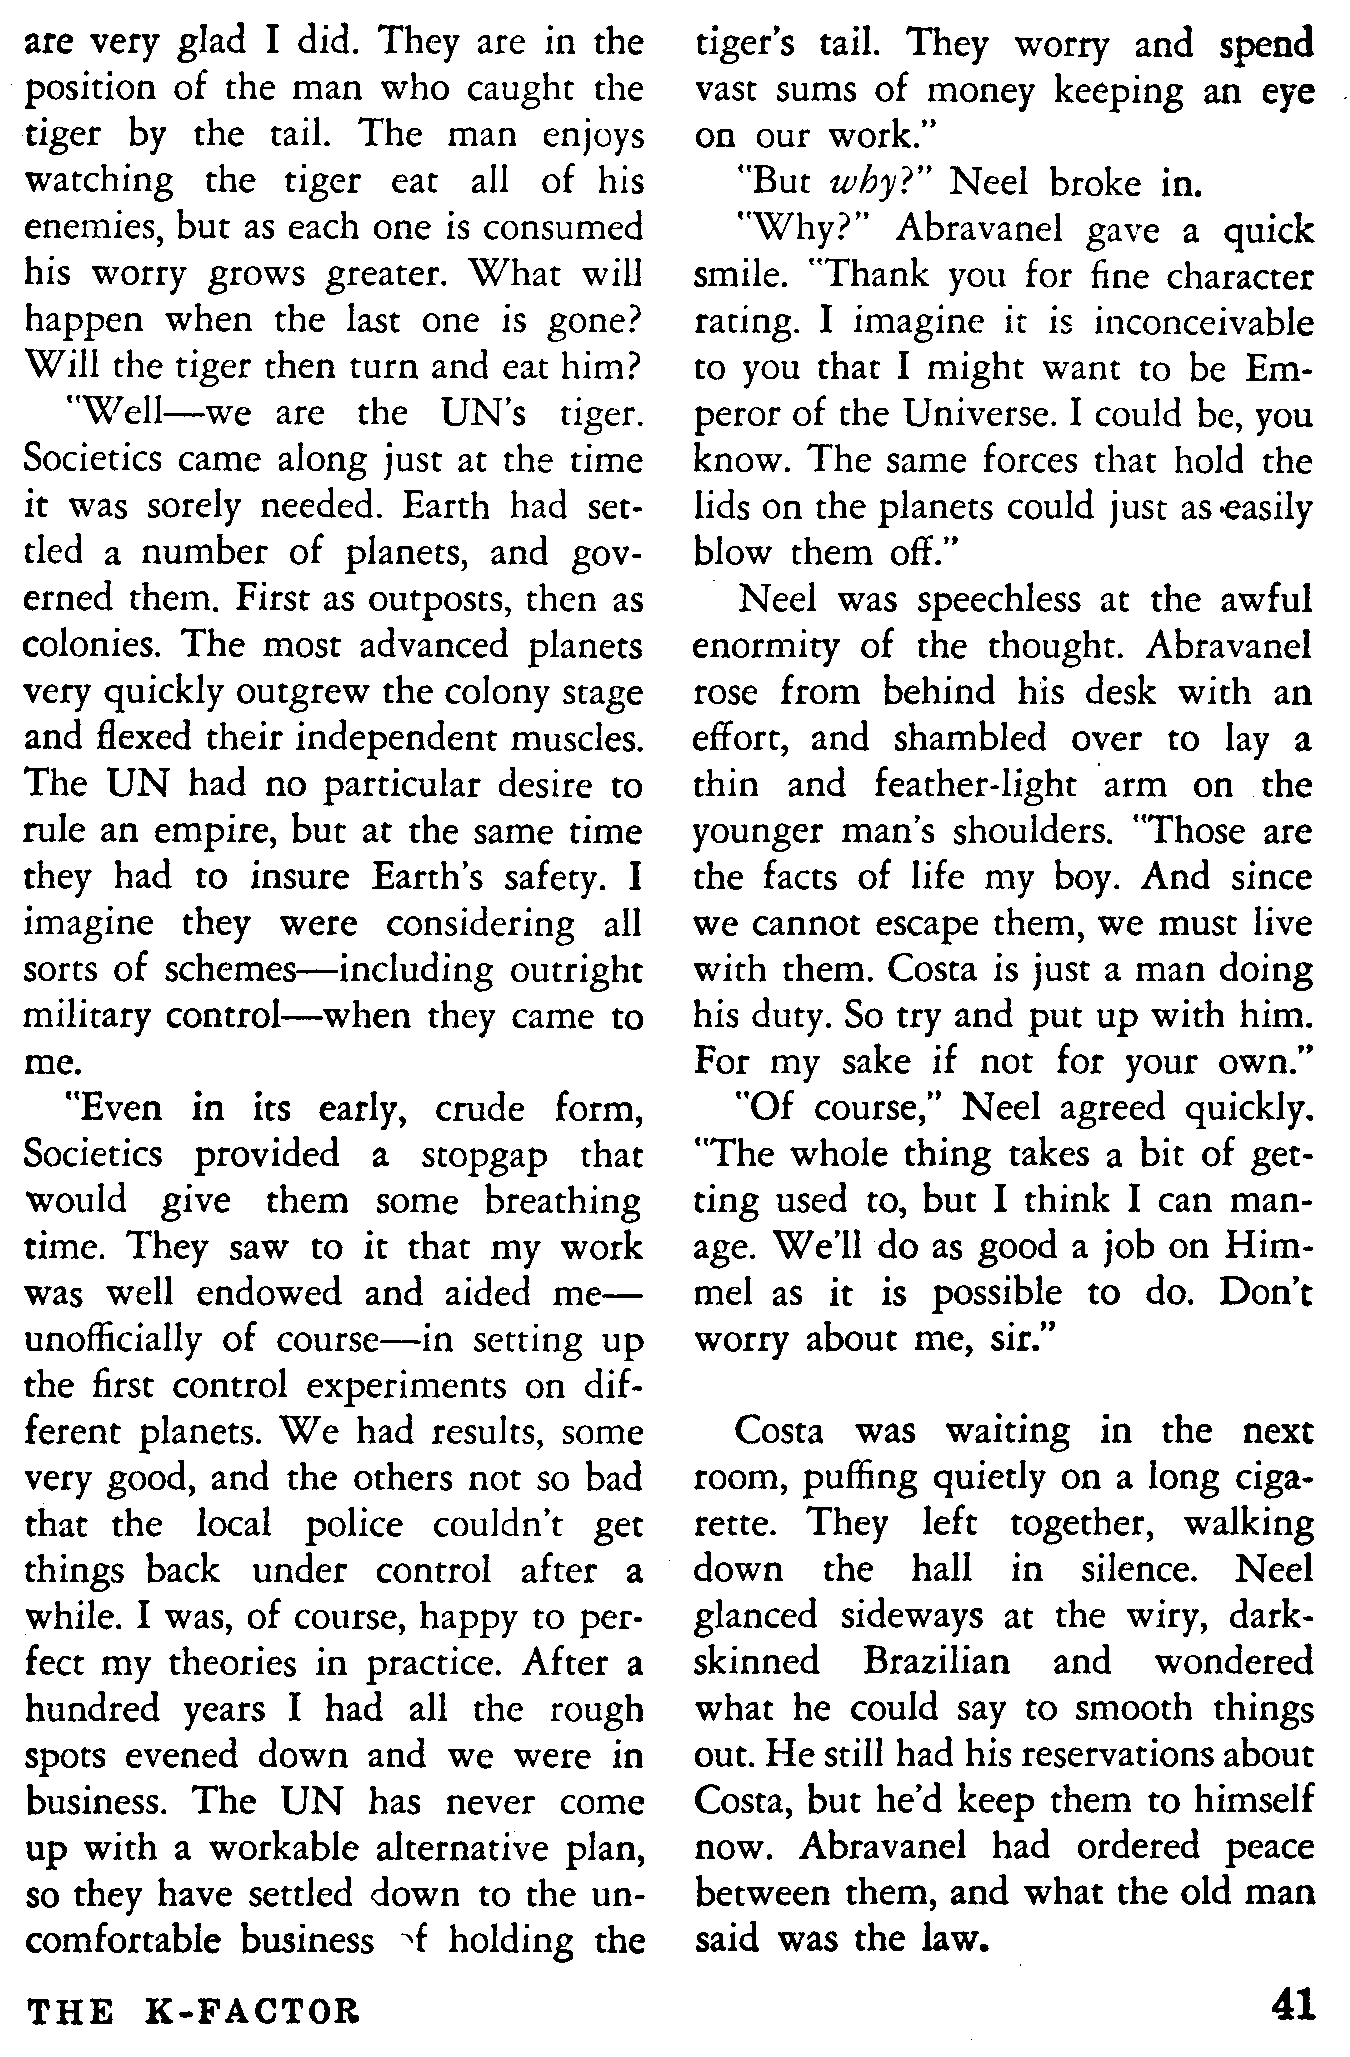 are very glad I did. They are in the
position of the man who caught the
tiger by the tail. The man enjoys
watching the tiger eat all of his
enemies, but as each one is consumed
his worry grows greater. What will
happen when the last one is gone?
Will the tiger then turn and eat him?
"Well—we are the UN's tiger.
Societics came along just at the time
it was sorely needed. Earth had set-
tled a number of planets, and gov-
erned them. First as outposts, then as
colonies. The most advanced planets
very quickly outgrew the colony stage
and flexed their independent muscles.
The UN had no particular desire to
rule an empire, but at the same time
they had to insure Earth's safety. I
imagine they were considering all
sorts of schemes—including outright
military control—when they came to
me.
"Even in its early, crude form,
Societics provided a stopgap that
would give them some breathing
time. They saw to it that my work
was well endowed and aided me—
unofficially of course—in setting up
the first control experiments on dif-
ferent planets. We had results, some
very good, and the others not so bad
that the local police couldn't get
things back under control after a
while. I was, of course, happy to per-
fect my theories in practice. After a
hundred years I had all the rough
spots evened down and we were in
business. The UN has never come
up with a workable alternative plan,
so they have settled down to the un-
comfortable business of holding the
tiger's tail. They worry and spend
vast sums of money keeping an eye
on our work."
"But why?" Neel broke in.
"Why?" Abravanel gave a quick
smile. "Thank you for fine character
rating. I imagine it is inconceivable
to you that I might want to be Em-
peror of the Universe. I could be, you
know. The same forces that hold the
lids on the planets could just as easily
blow them off."
Neel was speechless at the awful
enormity of the thought. Abravanel
rose from behind his desk with an
effort, and shambled over to lay a
thin and feather-light arm on the
younger man's shoulders. "Those are
the facts of life my boy. And since
we cannot escape them, we must live
with them. Costa is just a man doing
his duty. So try and put up with him.
For my sake if not for your own."
"Of course," Neel agreed quickly.
"The whole thing takes a bit of get-
ting used to, but I think I can man-
age. We'll do as good a job on Him-
mel as it is possible to do. Don't
worry about me, sir."
Costa was waiting in the next
room, puffing quietly on a long ciga-
rette. They left together, walking
down the hall in silence. Neel
glanced sideways at the wiry, dark-
skinned Brazilian and wondered
what he could say to smooth things
out. He still had his reservations about
Costa, but he'd keep them to himself
now. Abravanel had ordered peace
between them, and what the old man
said was the law.
THE K-FACTOR
41